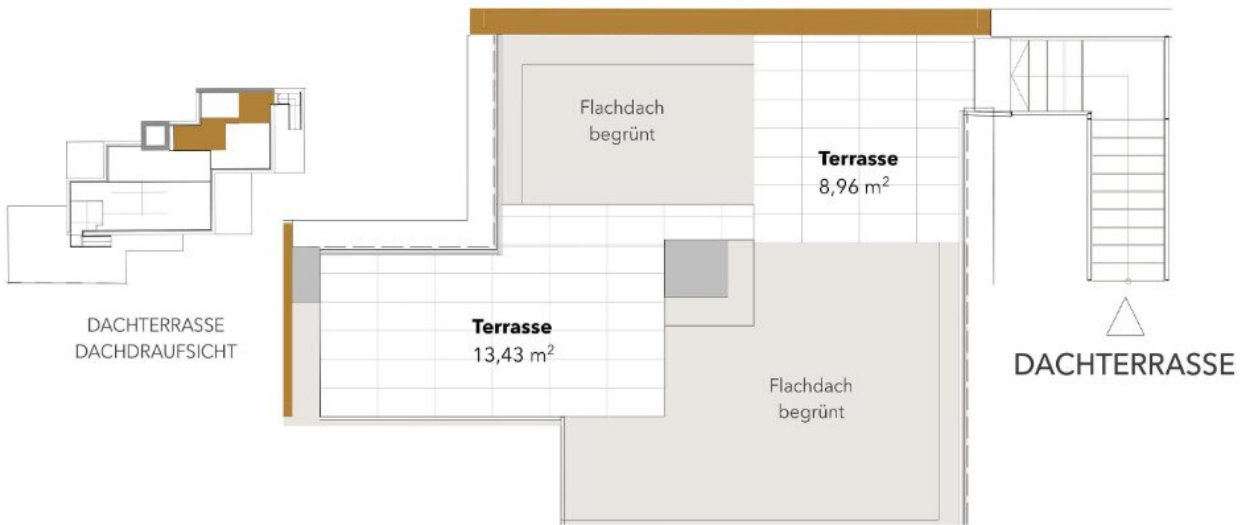 Flachdach
begrünt
Terrasse
8,96 m²
DACHTERRASSE
DACHDRAUFSICHT
Terrasse
13,43 m²
Flachdach
begrünt
DACHTERRASSE